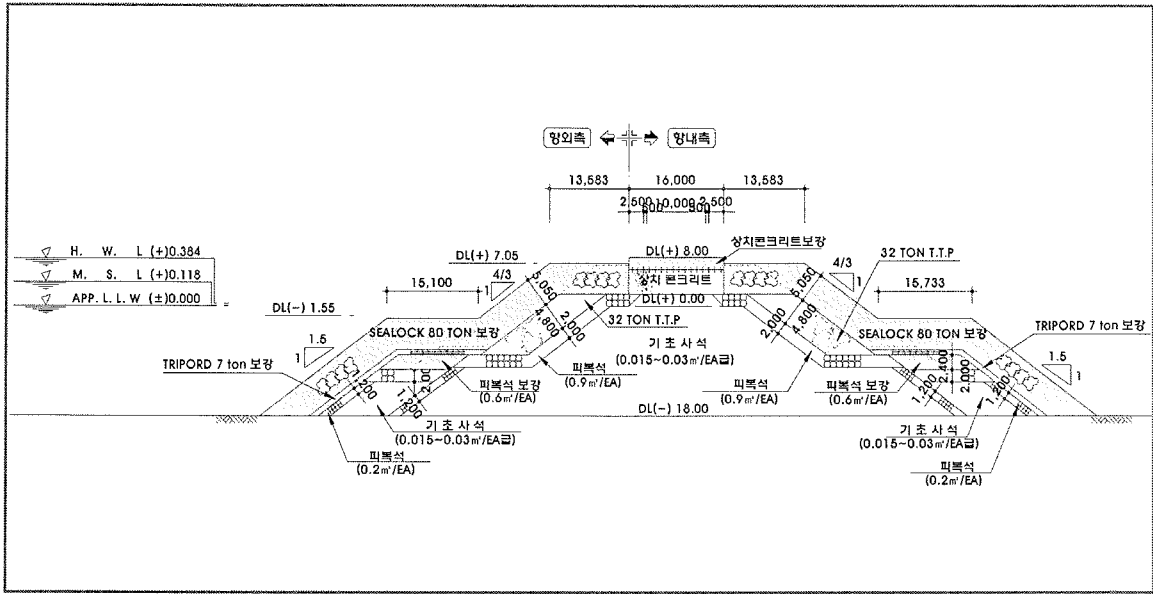 항외측 항내측
13,583 16,000 13,583
2,500 10,000 2,500
H. W. L (+)0.384
M. S. L (+)0.118
APP. L. L. W (±)0.000
DL(+) 7.05
DL(+) 8.00
상치콘크리트보강
32 TON T.T.P
4/3
1
5,050
상치 콘크리트
5,050
4/3
1
15,100
15,733
DL(-) 1.55
DL(+) 0.00
4,800
2,000
32 TON T.T.P
2,000
4,800
SEALOCK 80 TON 보강
SEALOCK 80 TON 보강
TRIPORD 7 ton 보강
1.5
1
TRIPORD 7 ton 보강
1.5
1
기 초 사 석
(0.015~0.03㎥/EA급)
피복석
(0.9㎥/EA)
피복석
(0.9㎥/EA)
피복석 보강
(0.6㎥/EA)
피복석 보강
(0.6㎥/EA)
1,200
2,400
2,000
1,200
1,200
DL(-) 18.00
기 초 사 석
(0.015~0.03㎥/EA급)
기 초 사 석
(0.015~0.03㎥/EA급)
피복석
(0.2㎥/EA)
피복석
(0.2㎥/EA)